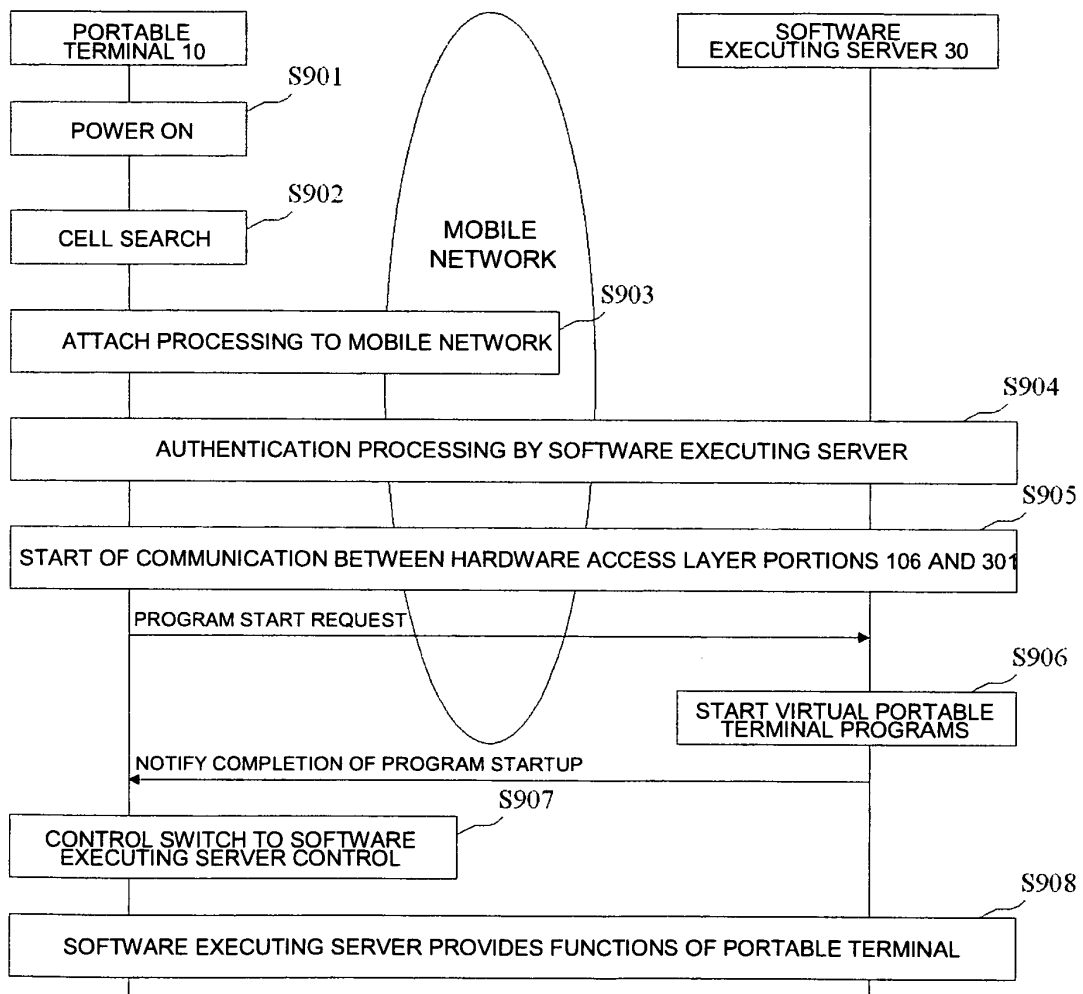 PORTABLE
TERMINAL 10
SOFTWARE
EXECUTING SERVER 30
S901
POWER ON
S902
CELL SEARCH
MOBILE
NETWORK
S903
ATTACH PROCESSING TO MOBILE NETWORK
S904
AUTHENTICATION PROCESSING BY SOFTWARE EXECUTING SERVER
S905
START OF COMMUNICATION BETWEEN HARDWARE ACCESS LAYER PORTIONS 106 AND 301
PROGRAM START REQUEST
S906
START VIRTUAL PORTABLE
TERMINAL PROGRAMS
NOTIFY COMPLETION OF PROGRAM STARTUP
S907
CONTROL SWITCH TO SOFTWARE
EXECUTING SERVER CONTROL
S908
SOFTWARE EXECUTING SERVER PROVIDES FUNCTIONS OF PORTABLE TERMINAL